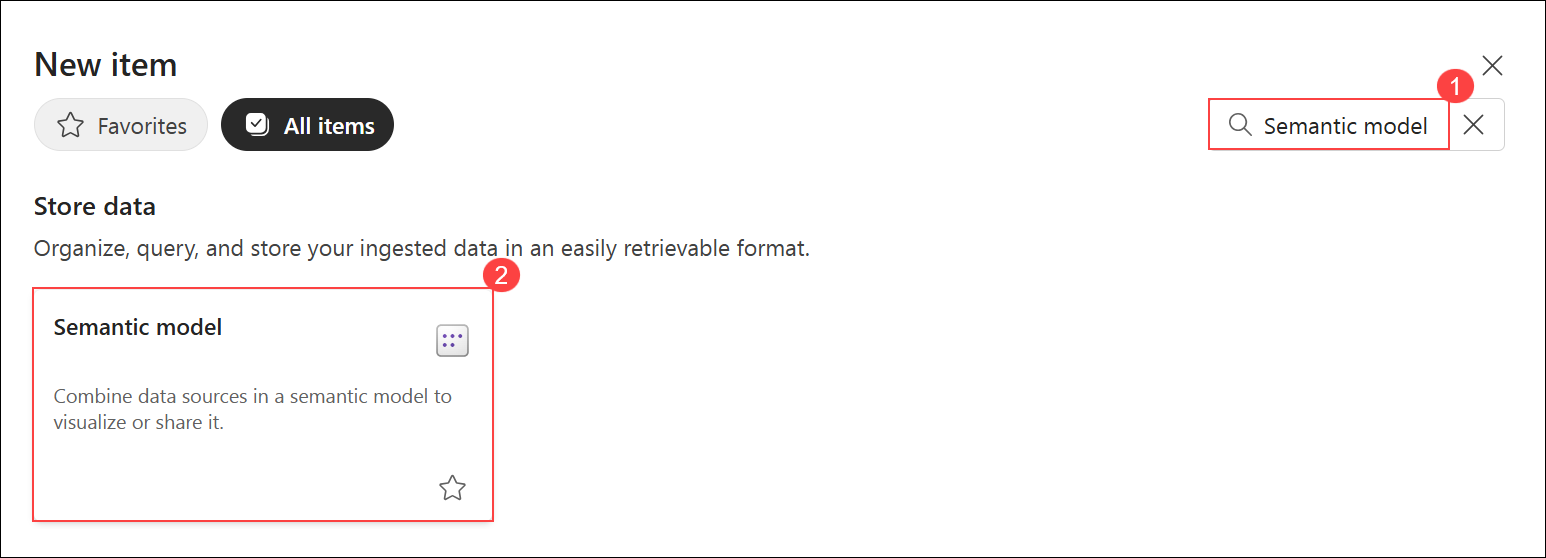 New item
Favorites
All items
1
Semantic model
Store data
Organize, query, and store your ingested data in an easily retrievable format.
2
Semantic model
Combine data sources in a semantic model to
visualize or share it.